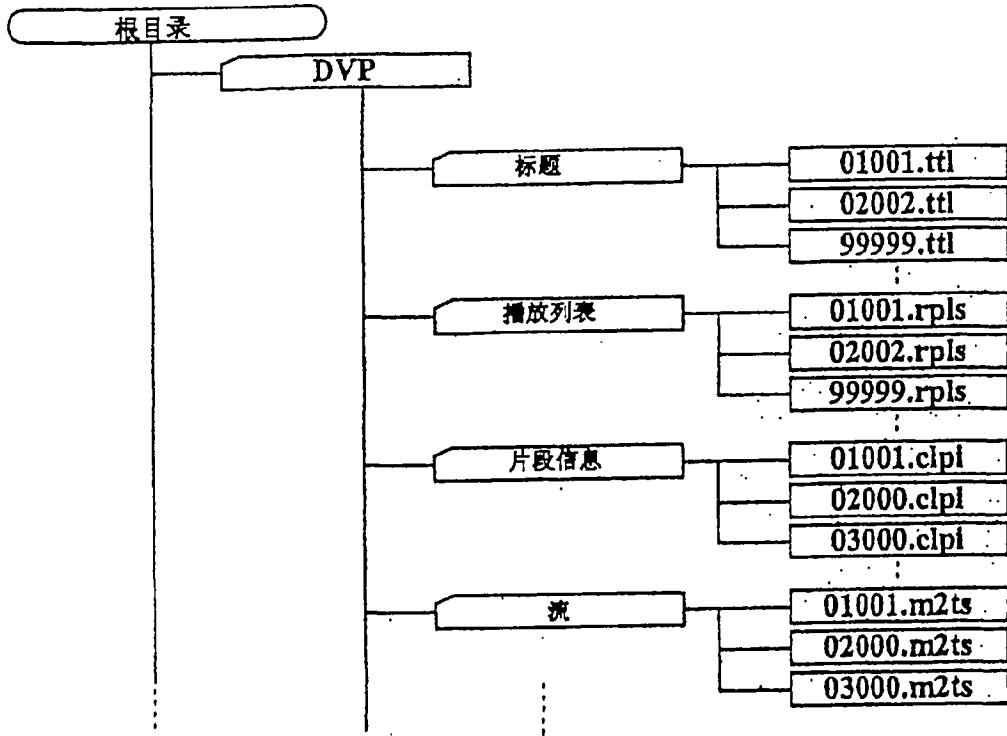 根目录
DVP
标题
01001.ttl
02002.ttl
99999.ttl
播放列表
01001.rpls
02002.rpls
99999.rpls
片段信息
01001.clpi
02000.clpi
03000.clpi
流
01001.m2ts
02000.m2ts
03000.m2ts